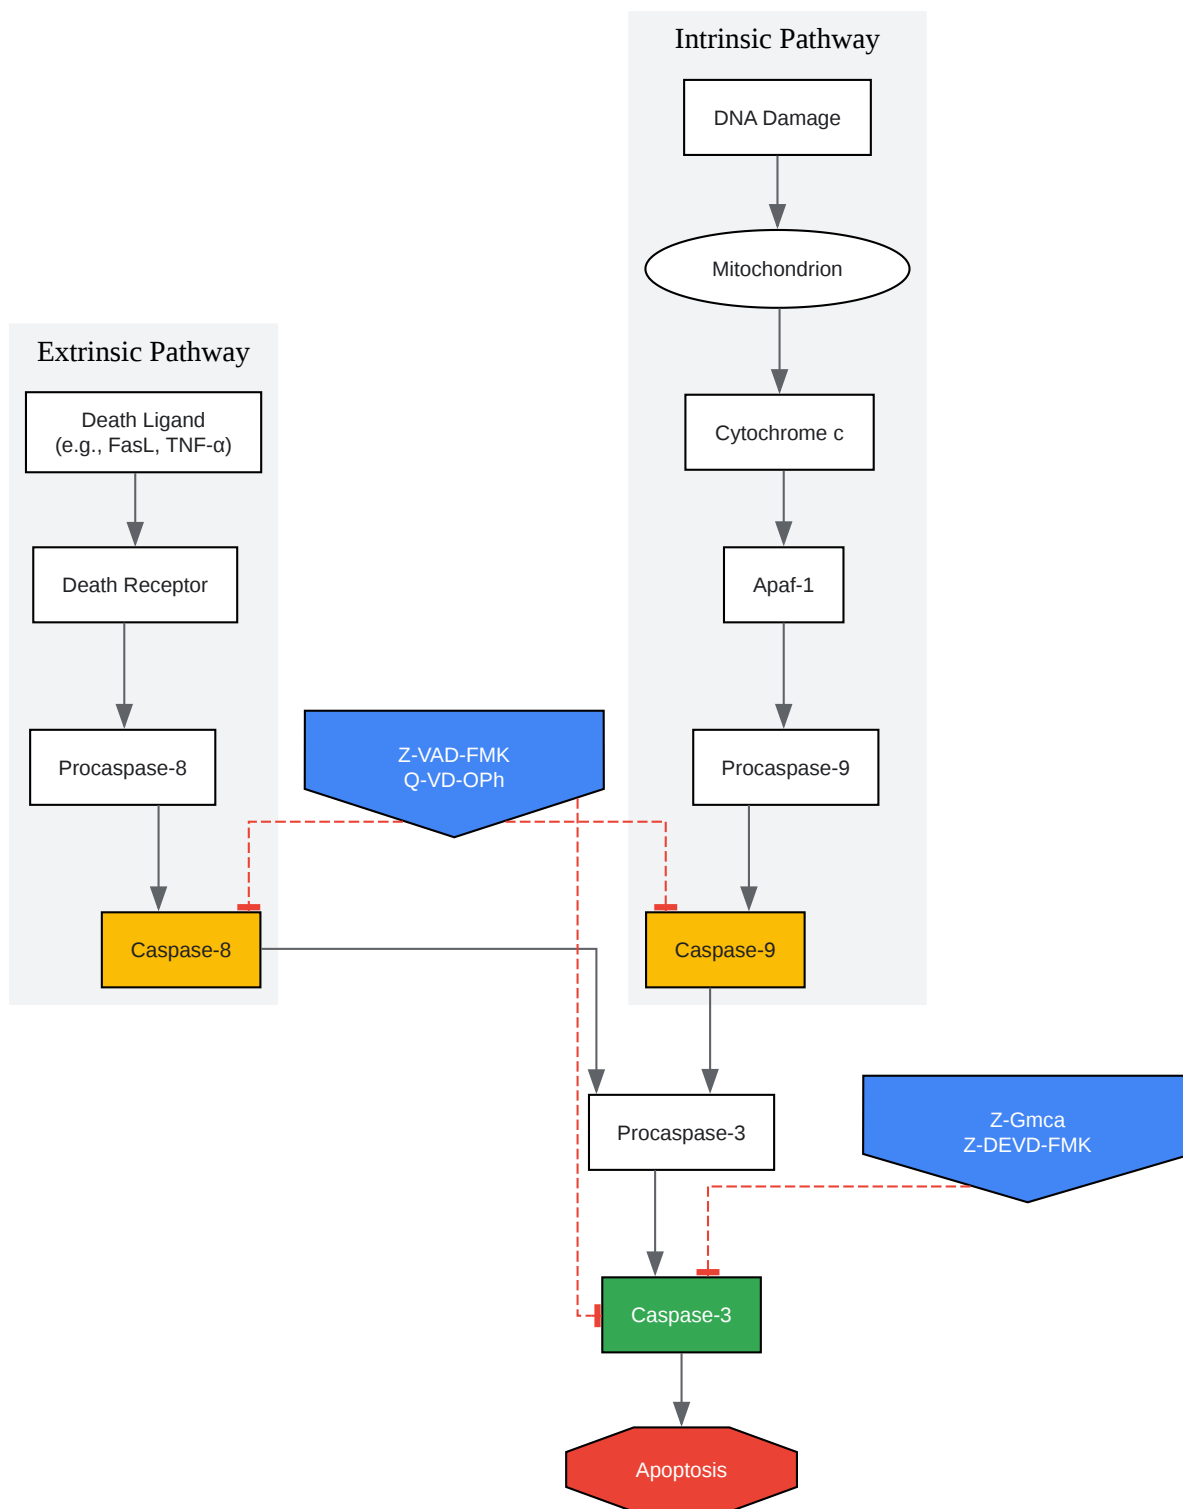 Intrinsic Pathway
DNA Damage
Mitochondrion
Cytochrome c
Apaf-1
Procaspase-9
Caspase-9
Extrinsic Pathway
Death Ligand
(e.g., FasL, TNF-α)
Death Receptor
Procaspase-8
Caspase-8
Z-VAD-FMK
Q-VD-OPh
Procaspase-3
Z-Gmca
Z-DEVD-FMK
Caspase-3
Apoptosis